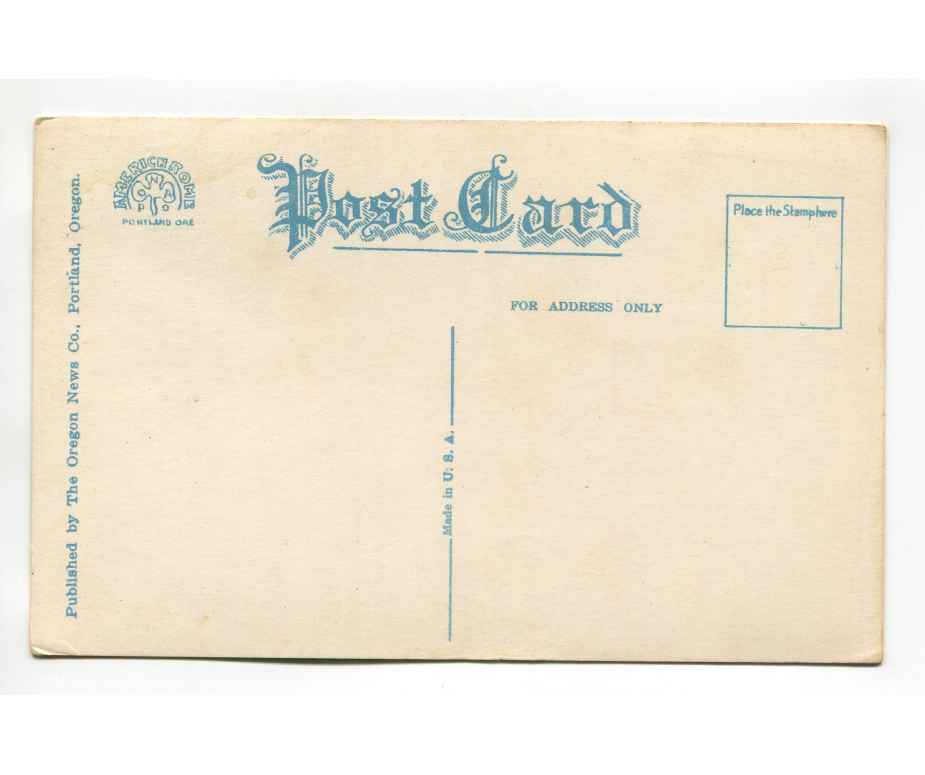 AMERICHROME
O N
P Co
PORTLAND ORE
Post Card
Place the Stamp here
FOR ADDRESS ONLY
Made in U. S. A.
Published by The Oregon News Co., Portland, Oregon.